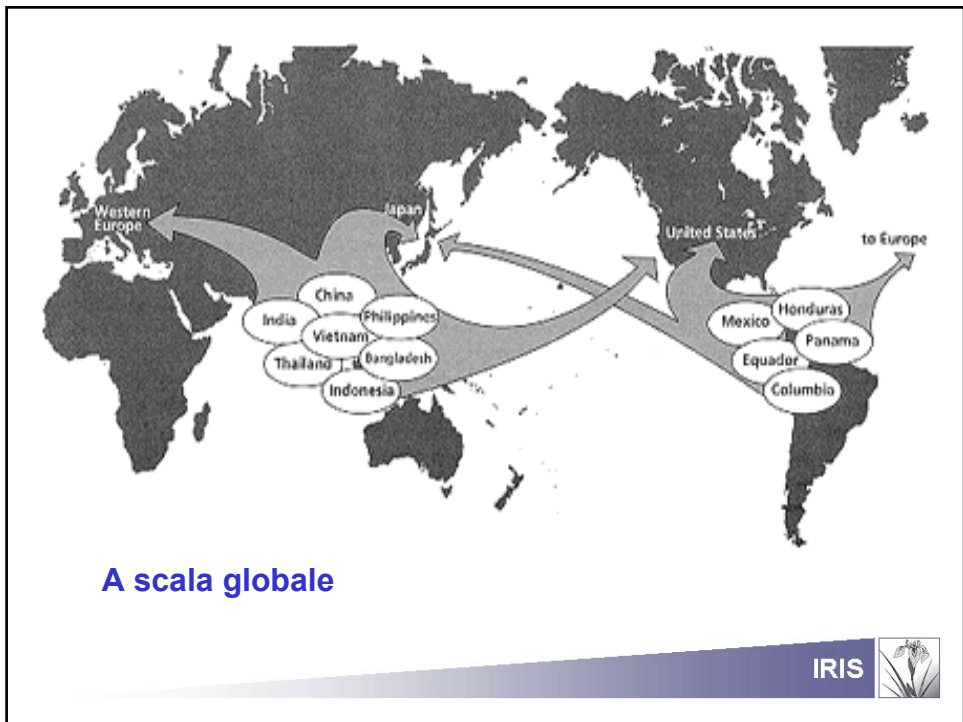 Western
Europe
Japan
United States
to Europe
China
India
Philippines
Vietnam
Thailand
Bangladesh
Indonesia
Mexico
Honduras
Panama
Equador
Columbia
A scala globale
IRIS